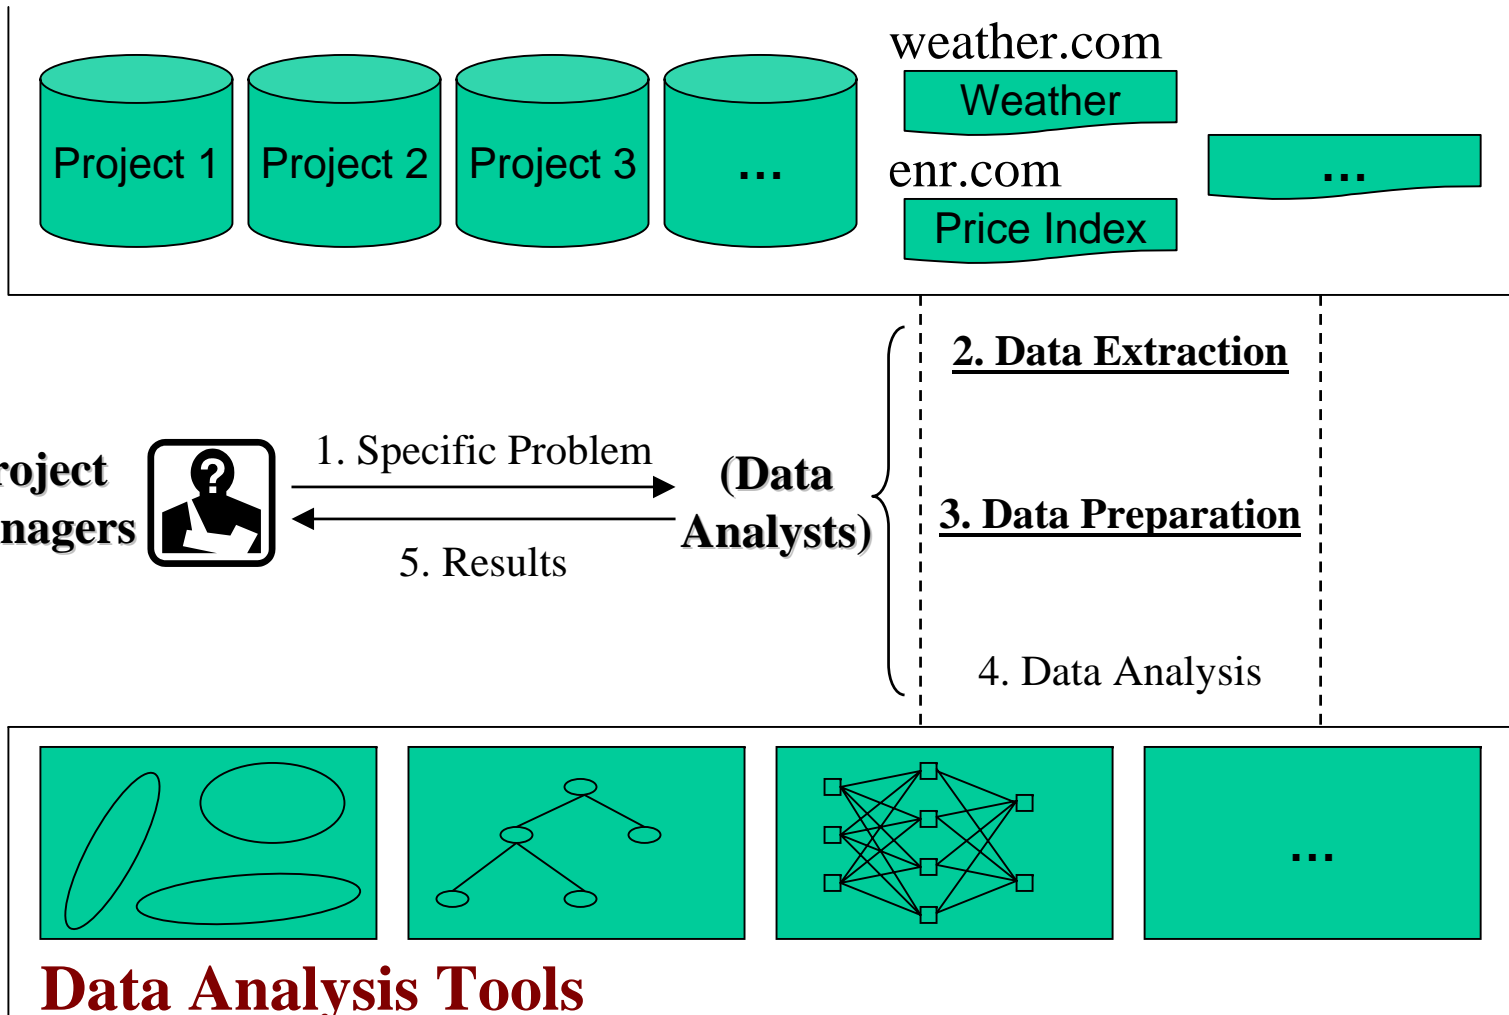 weather.com
Weather
Project 1 Project 2 Project 3 ... 
enr.com
Price Index
...
2. Data Extraction
1. Specific Problem
roject
nagers
(Data
Analysts)
3. Data Preparation
5. Results
4. Data Analysis
...
Data Analysis Tools